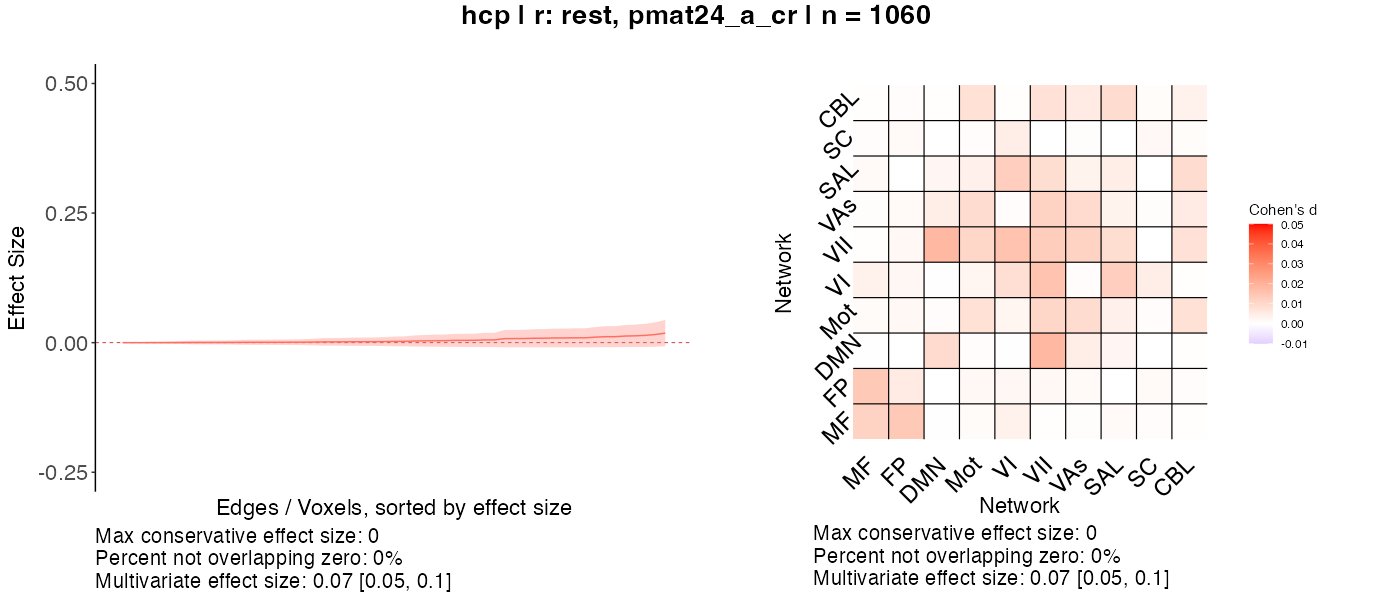 hcp | r: rest, pmat24_a_cr | n = 1060
0.50
0.25
0.00
-0.25
Effect Size
Edges / Voxels, sorted by effect size
Max conservative effect size: 0
Percent not overlapping zero: 0%
Multivariate effect size: 0.07 [0.05, 0.1]
Network
CBL
SC
SAL
VAs
VII
VI
Mot
DMN
FP
MF
MF FP DMN Mot VI VII VAs SAL SC CBL
Network
Max conservative effect size: 0
Percent not overlapping zero: 0%
Multivariate effect size: 0.07 [0.05, 0.1]
Cohen's d
0.05
0.04
0.03
0.02
0.01
0.00
-0.01